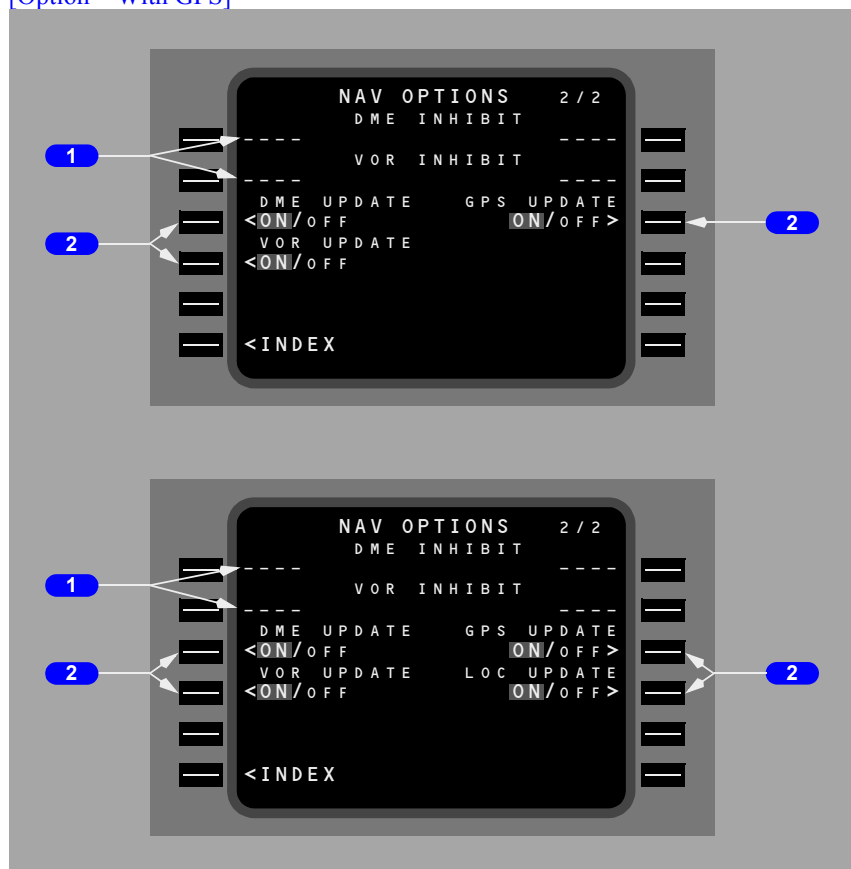 [Option - With GPS]
NAV OPTIONS 2/2
DME INHIBIT
1 ---- ----
VOR INHIBIT
---- ----
DME UPDATE GPS UPDATE
<ON/OFF ON/OFF> 2
2 VOR UPDATE
<ON/OFF
<INDEX
NAV OPTIONS 2/2
DME INHIBIT
---- ----
1 VOR INHIBIT
---- ----
DME UPDATE GPS UPDATE
<ON/OFF ON/OFF>
2 VOR UPDATE LOC UPDATE 2
<ON/OFF ON/OFF>
<INDEX